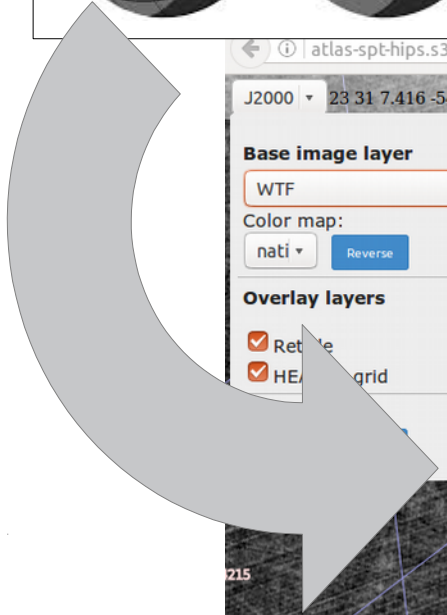 atlas-spt-hips.s3
J2000 23 31 7.416 -5
Base image layer
WTF
Color map:
nati
Reverse
Overlay layers
grid
4215